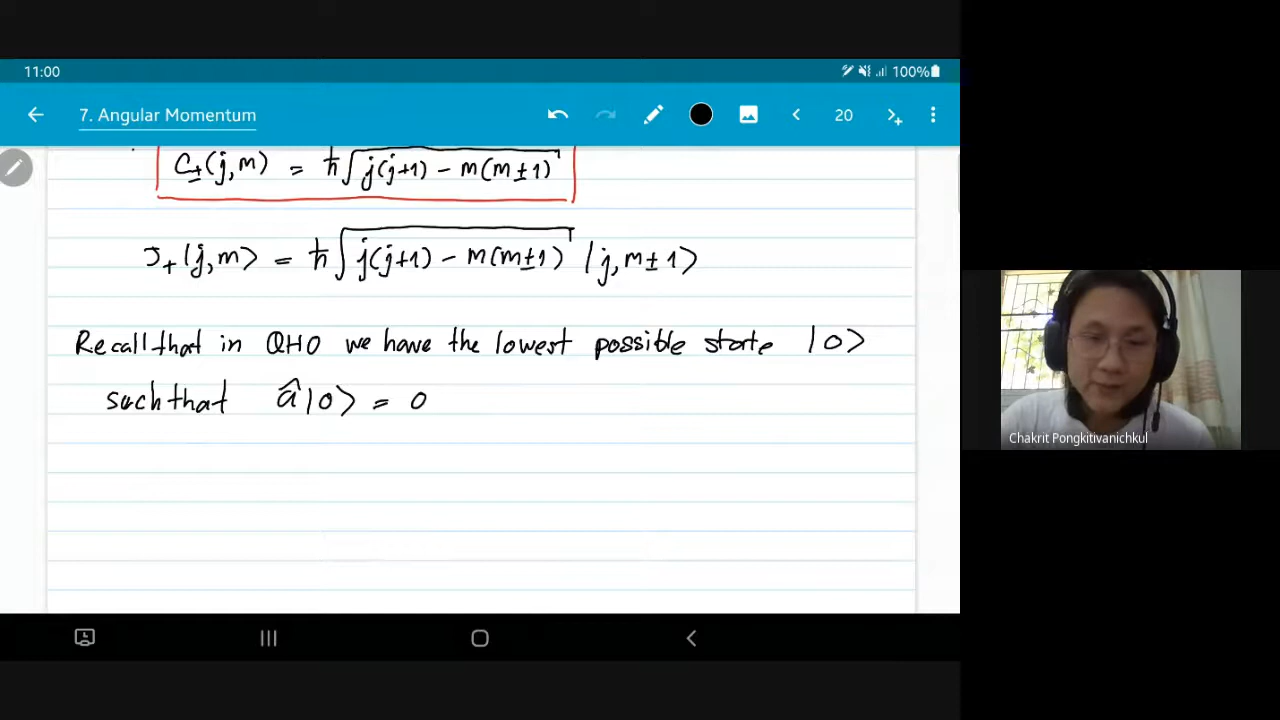 11:00
100%
7. Angular Momentum
20
C±(j,m) = ħ√(j(j+1) − m(m±1))
J+|j,m⟩ = ħ√(j(j+1) − m(m±1)) |j,m±1⟩
Recall that in QHO we have the lowest possible state |0⟩
such that â|0⟩ = 0
Chakrit Pongkitivanichkul